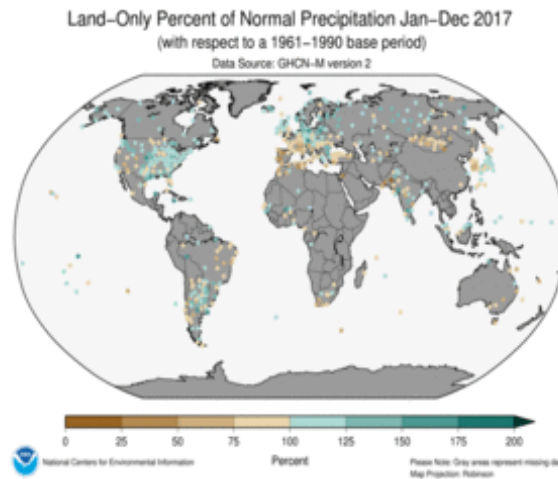 Land-Only Percent of Normal Precipitation Jan-Dec 2017
(with respect to a 1961-1990 base period)
Data Source: GHCN-M version 2
0 25 50 75 100 125 150 175 200
Percent
National Centers for Environmental Information
Please Note: Gray areas represent missing da
Map Projection: Robinson